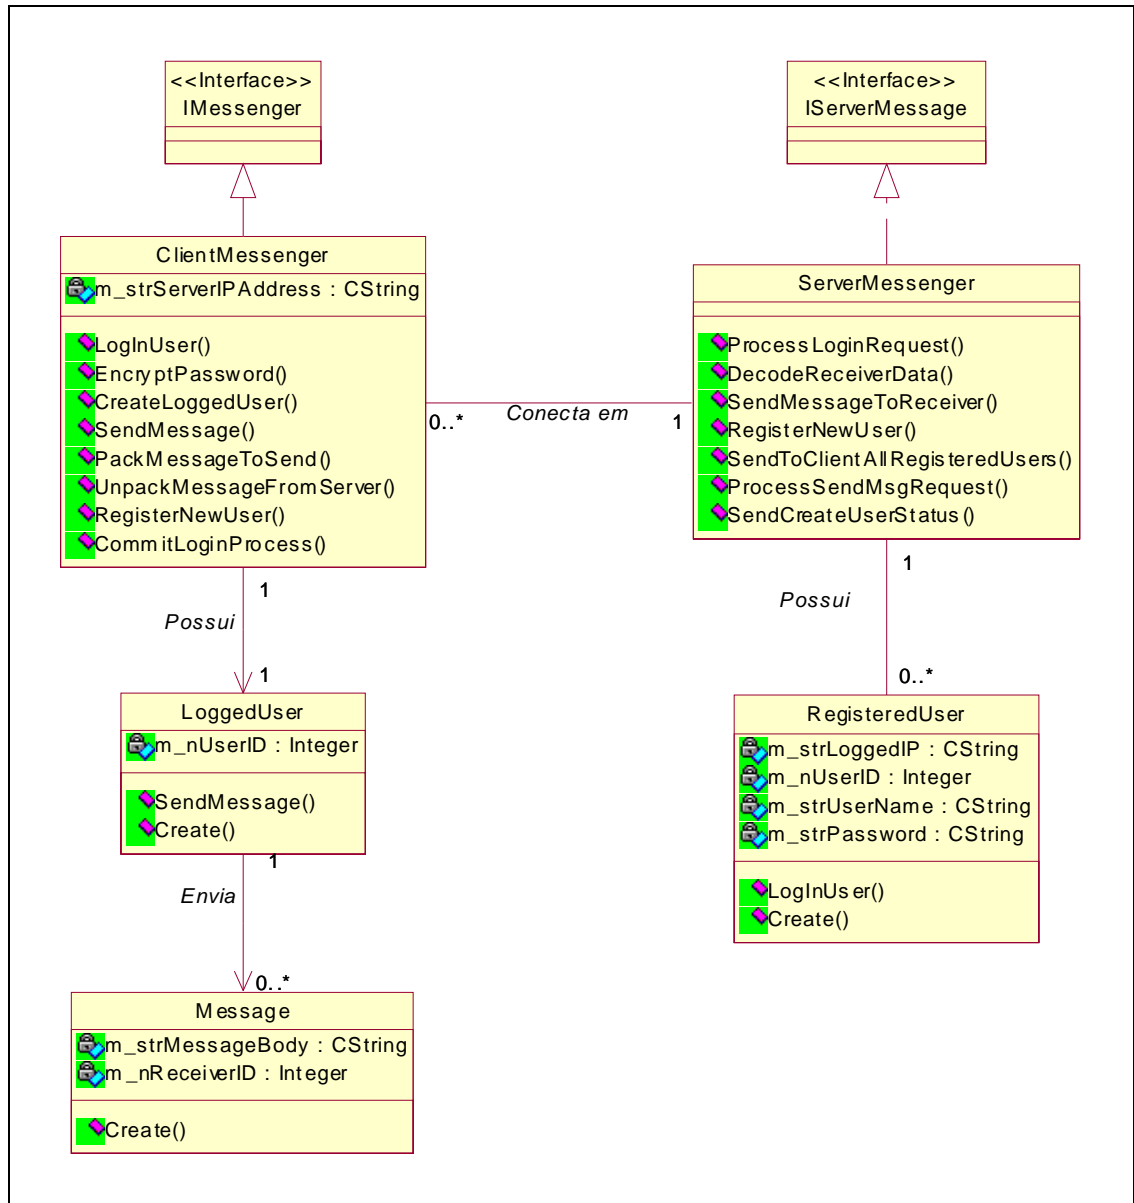 <<Interface>>
IMessenger
<<Interface>>
IServerMessage
ClientMessenger
m_strServerIPAddress : CString
LogInUser()
EncryptPassword()
CreateLoggedUser()
SendMessage()
PackMessageToSend()
UnpackMessageFromServer()
RegisterNewUser()
CommitLoginProcess()
0..*
Conecta em
1
ServerMessenger
ProcessLoginRequest()
DecodeReceiverData()
SendMessageToReceiver()
RegisterNewUser()
SendToClientAllRegisteredUsers()
ProcessSendMsgRequest()
SendCreateUserStatus()
1
Possui
1
LoggedUser
m_nUserID : Integer
SendMessage()
Create()
1
Envia
0..*
Message
m_strMessageBody : CString
m_nReceiverID : Integer
Create()
1
Possui
0..*
RegisteredUser
m_strLoggedIP : CString
m_nUserID : Integer
m_strUserName : CString
m_strPassword : CString
LogInUser()
Create()